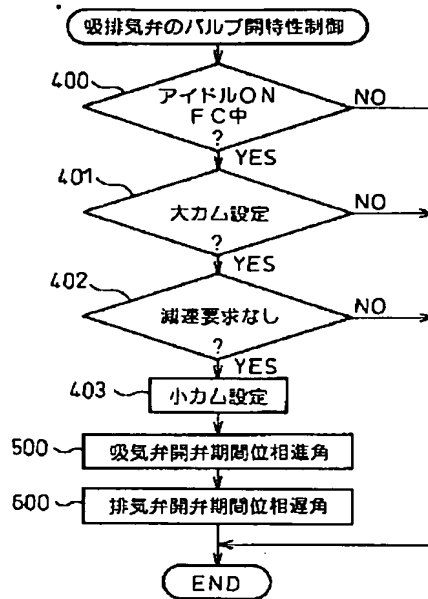 吸排気弁のバルブ開特性制御
400
アイドルON
FC中
?
NO
YES
401
大カム設定
?
NO
YES
402
減速要求なし
?
NO
YES
403
小カム設定
500
吸気弁開弁期間位相進角
600
排気弁開弁期間位相遅角
END